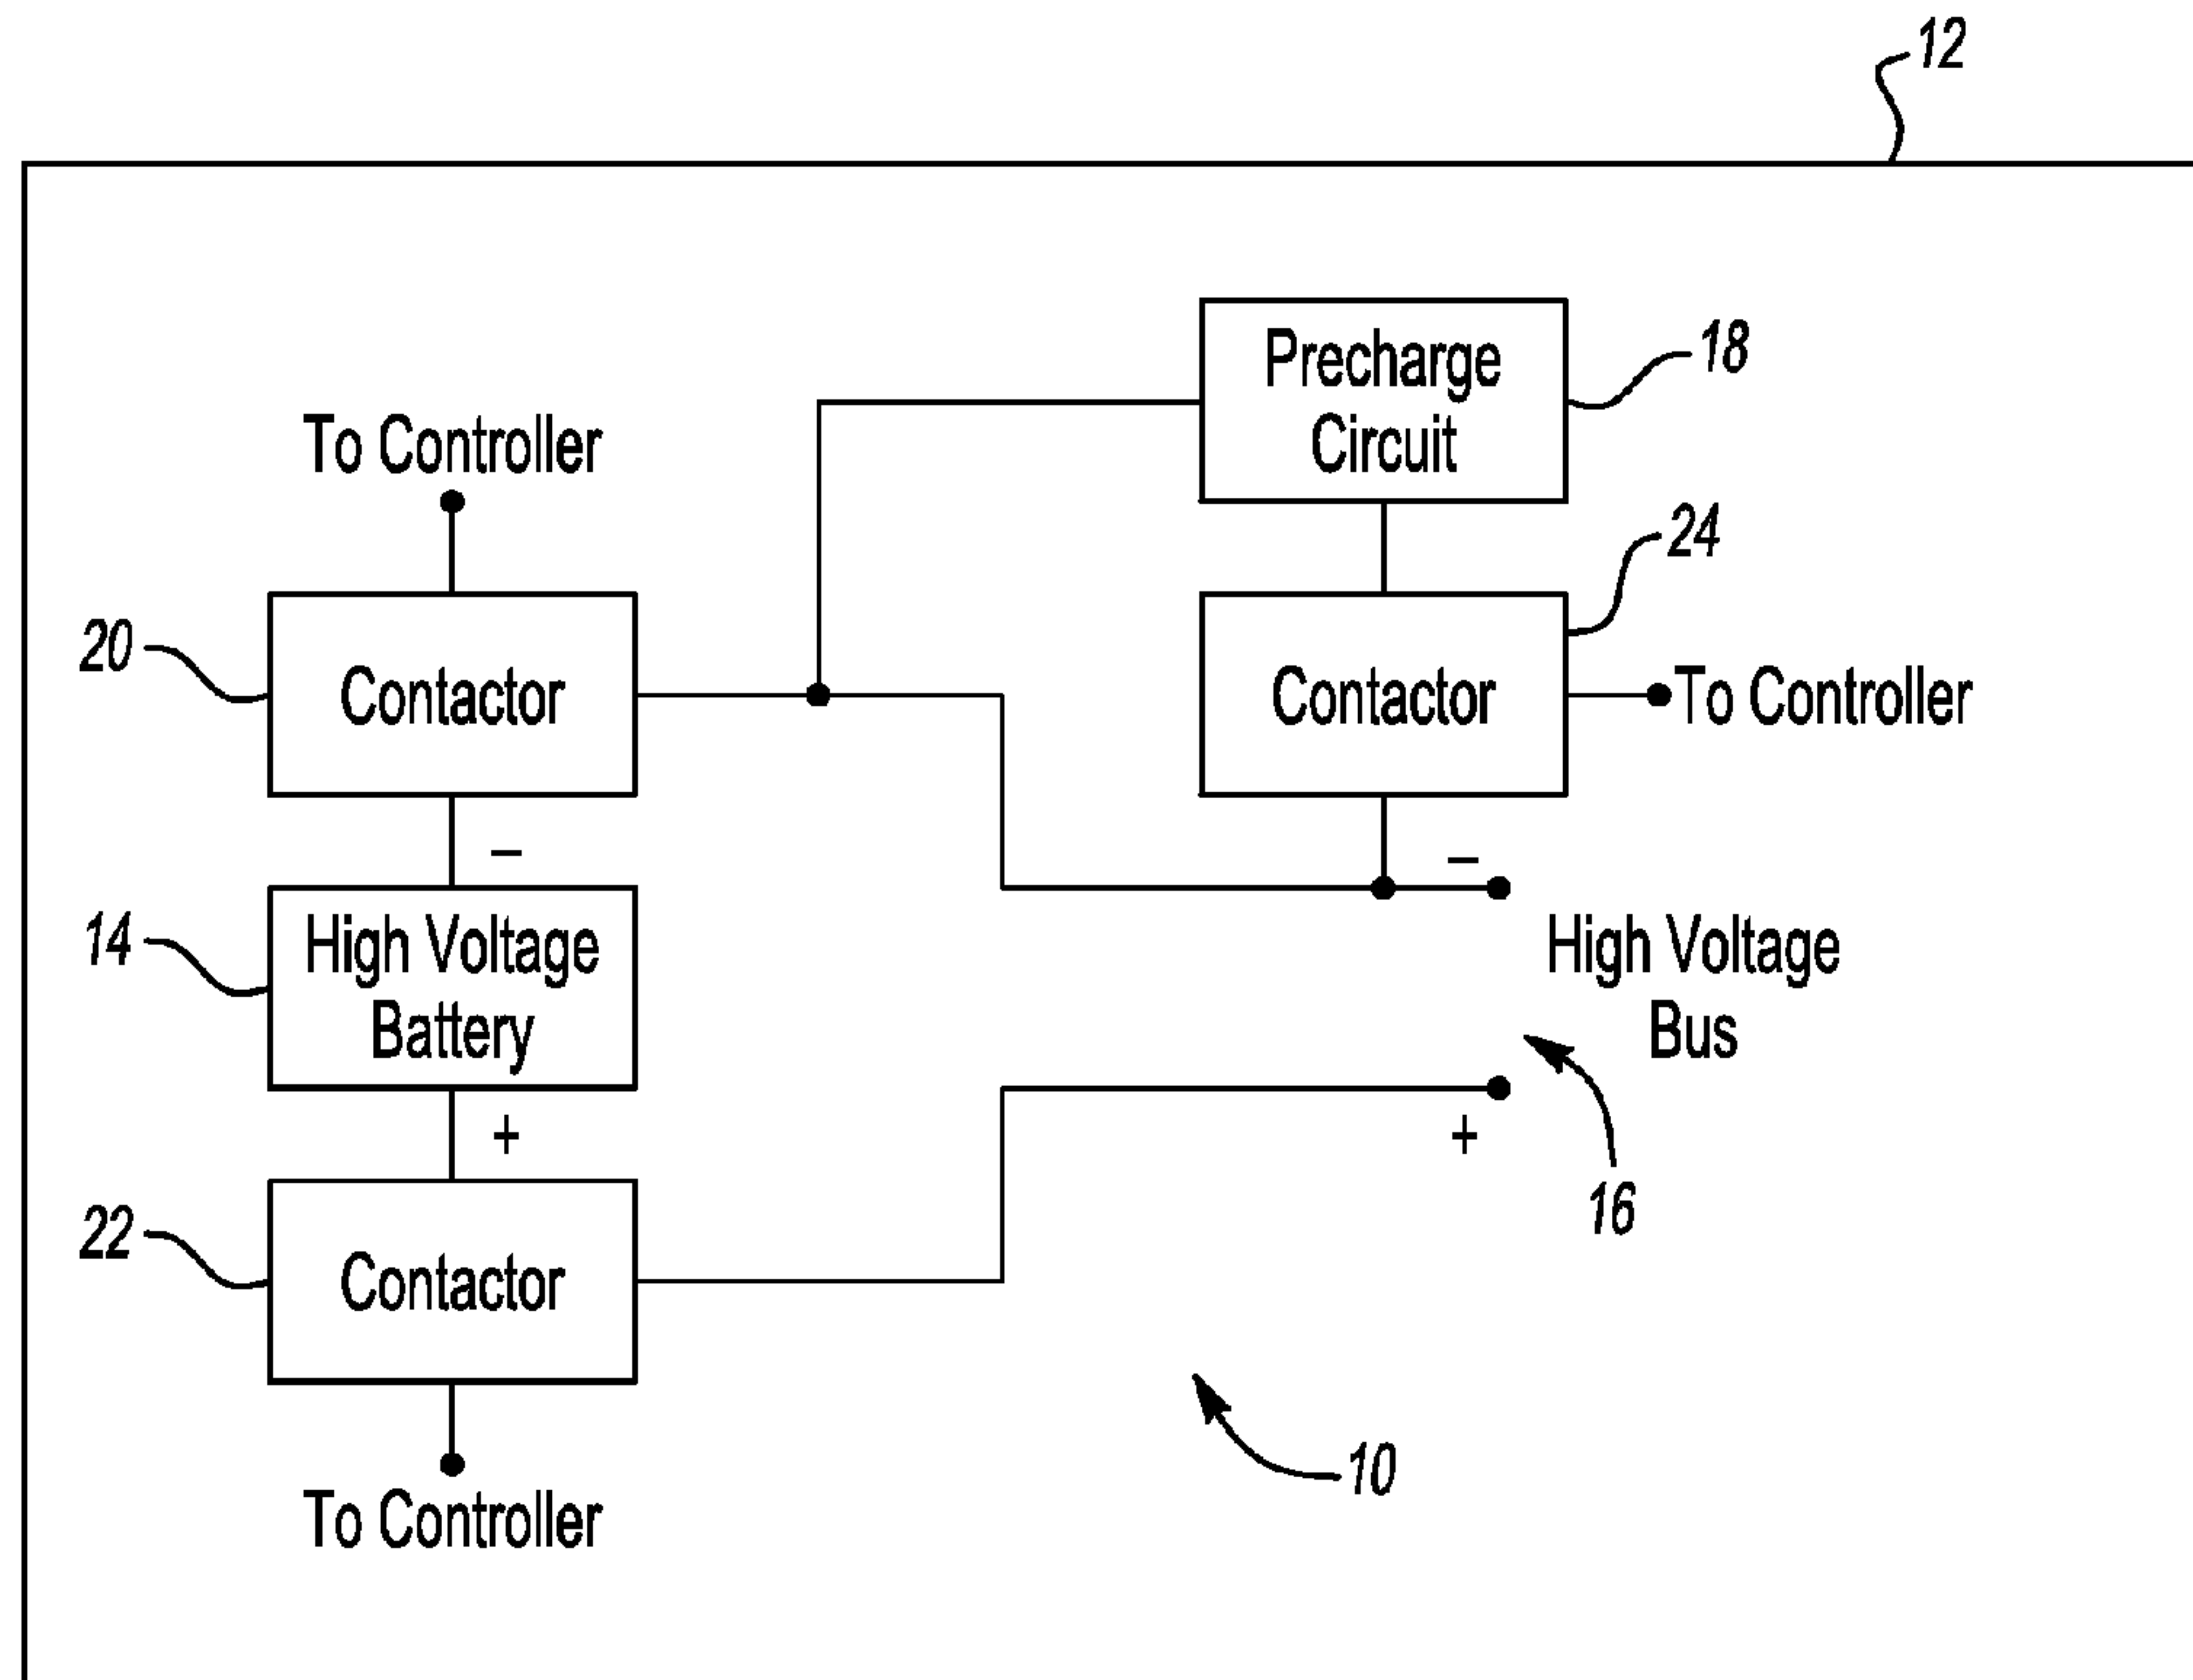 12
Precharge
Circuit
18
To Controller
24
20
Contactor
Contactor
To Controller
−
−
14
High Voltage
Battery
High Voltage
Bus
+
+
16
22
Contactor
10
To Controller